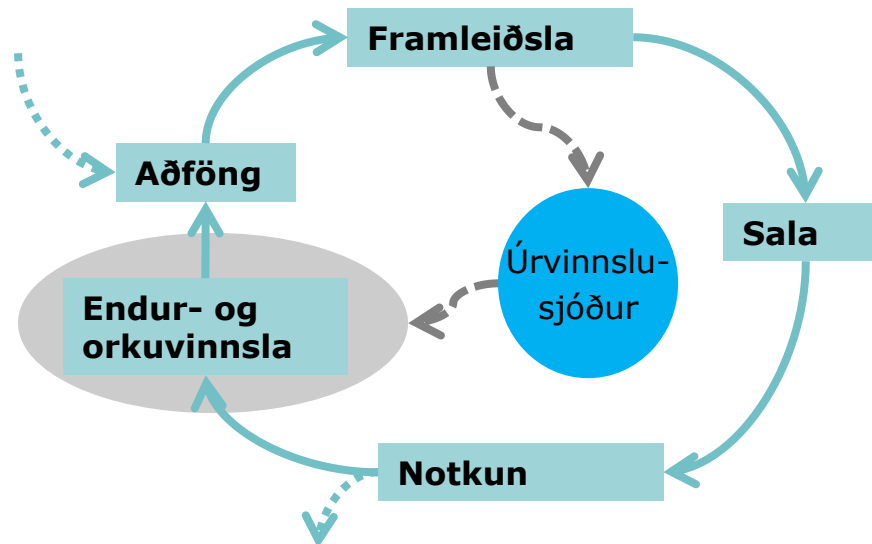 Framleiðsla
Aðföng
Sala
Úrvinnslu-
sjóður
Endur- og
orkuvinnsla
Notkun